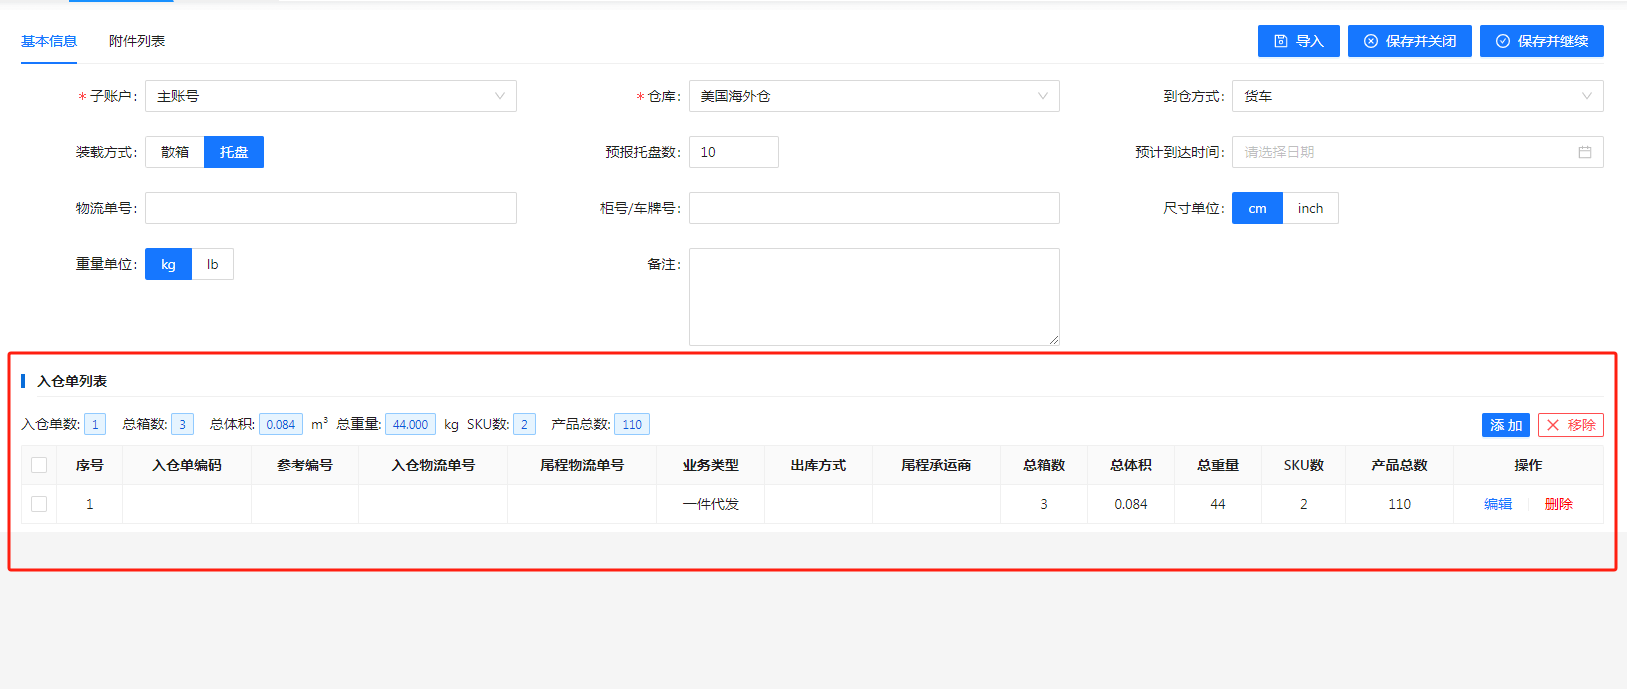 基本信息 附件列表 导入 保存并关闭 保存并继续
* 子账户: 主账号 * 仓库: 美国海外仓 到仓方式: 货车
装载方式: 散箱 托盘 预报托盘数: 10 预计到达时间: 请选择日期
物流单号: 柜号/车牌号: 尺寸单位: cm inch
重量单位: kg lb 备注:
入仓单列表
入仓单数: 1 总箱数: 3 总体积: 0.084 m³ 总重量: 44.000 kg SKU数: 2 产品总数: 110 添加 移除
序号 入仓单编码 参考编号 入仓物流单号 尾程物流单号 业务类型 出库方式 尾程承运商 总箱数 总体积 总重量 SKU数 产品总数 操作
1 一件代发 3 0.084 44 2 110 编辑 删除